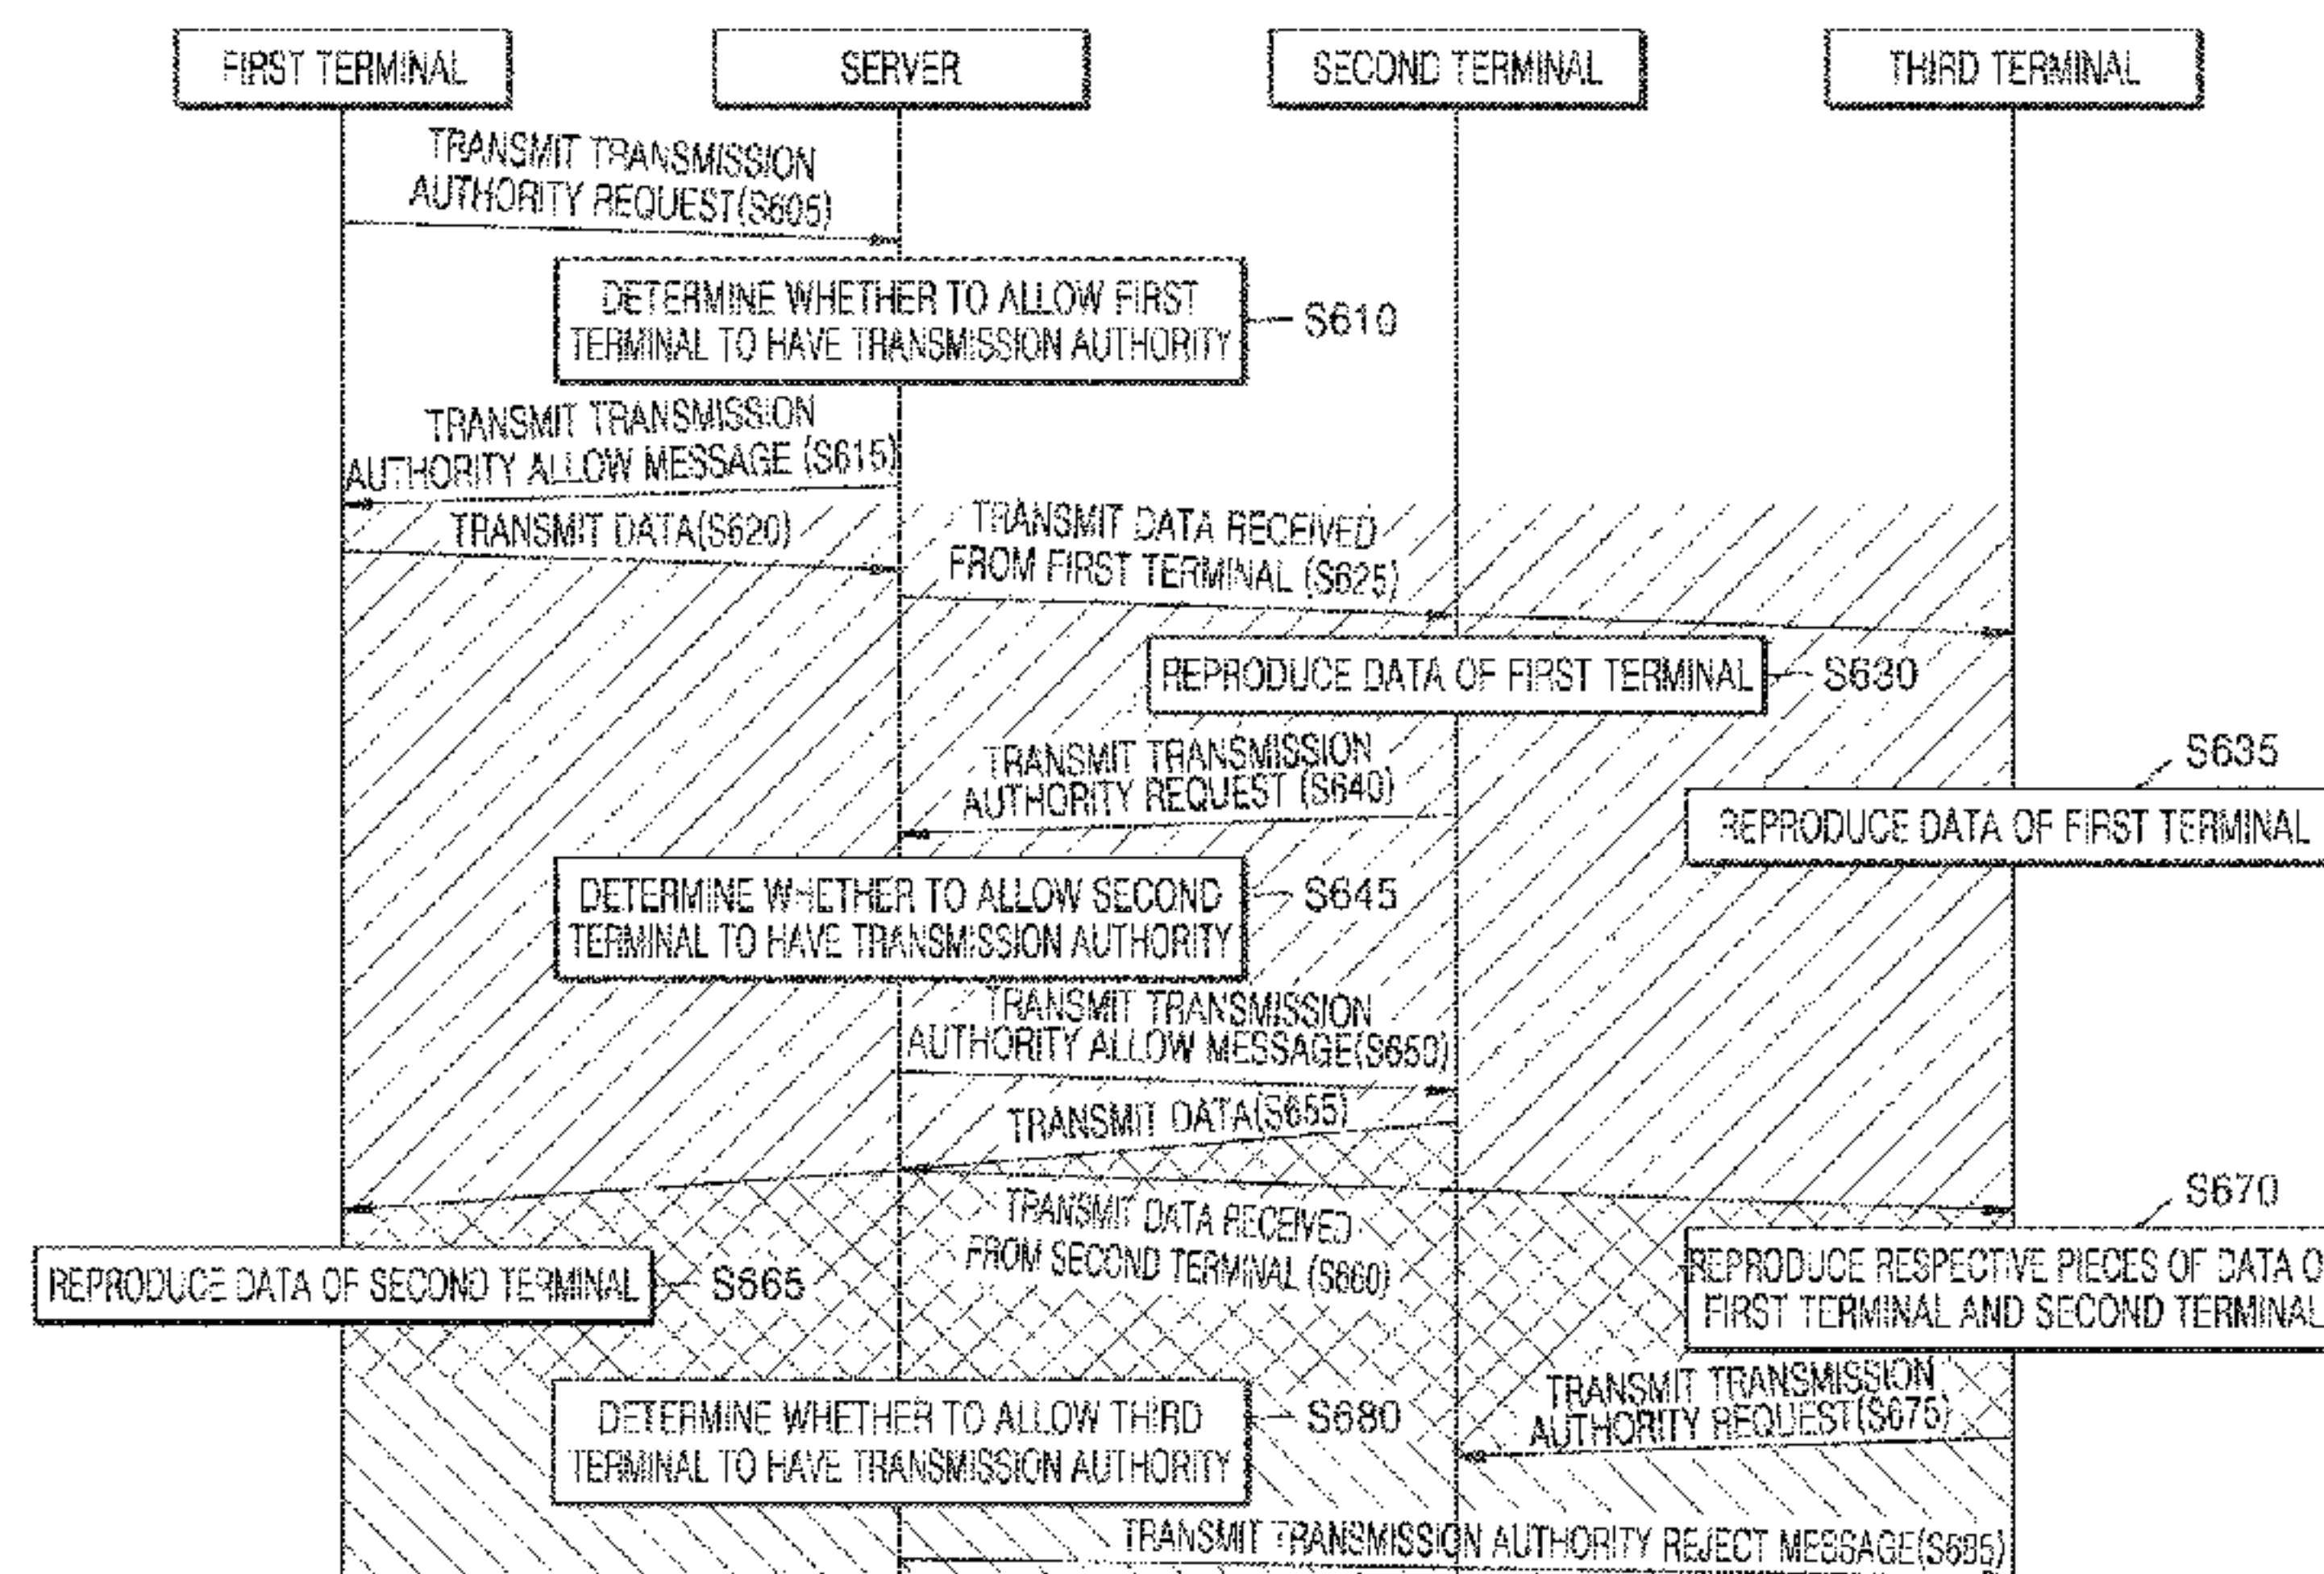 FIRST TERMINAL
SERVER
SECOND TERMINAL
THIRD TERMINAL
TRANSMIT TRANSMISSION
AUTHORITY REQUEST(S605)
DETERMINE WHETHER TO ALLOW FIRST
TERMINAL TO HAVE TRANSMISSION AUTHORITY
S610
TRANSMIT TRANSMISSION
AUTHORITY ALLOW MESSAGE (S615)
TRANSMIT DATA(S620)
TRANSMIT DATA RECEIVED
FROM FIRST TERMINAL (S625)
REPRODUCE DATA OF FIRST TERMINAL
S630
S635
REPRODUCE DATA OF FIRST TERMINAL
TRANSMIT TRANSMISSION
AUTHORITY REQUEST (S640)
DETERMINE WHETHER TO ALLOW SECOND
TERMINAL TO HAVE TRANSMISSION AUTHORITY
S645
TRANSMIT TRANSMISSION
AUTHORITY ALLOW MESSAGE(S650)
TRANSMIT DATA(S655)
TRANSMIT DATA RECEIVED
FROM SECOND TERMINAL (S660)
REPRODUCE DATA OF SECOND TERMINAL
S665
S670
REPRODUCE RESPECTIVE PIECES OF DATA O
FIRST TERMINAL AND SECOND TERMINAL
TRANSMIT TRANSMISSION
AUTHORITY REQUEST(S675)
DETERMINE WHETHER TO ALLOW THIRD
TERMINAL TO HAVE TRANSMISSION AUTHORITY
S680
TRANSMIT TRANSMISSION AUTHORITY REJECT MESSAGE(S685)